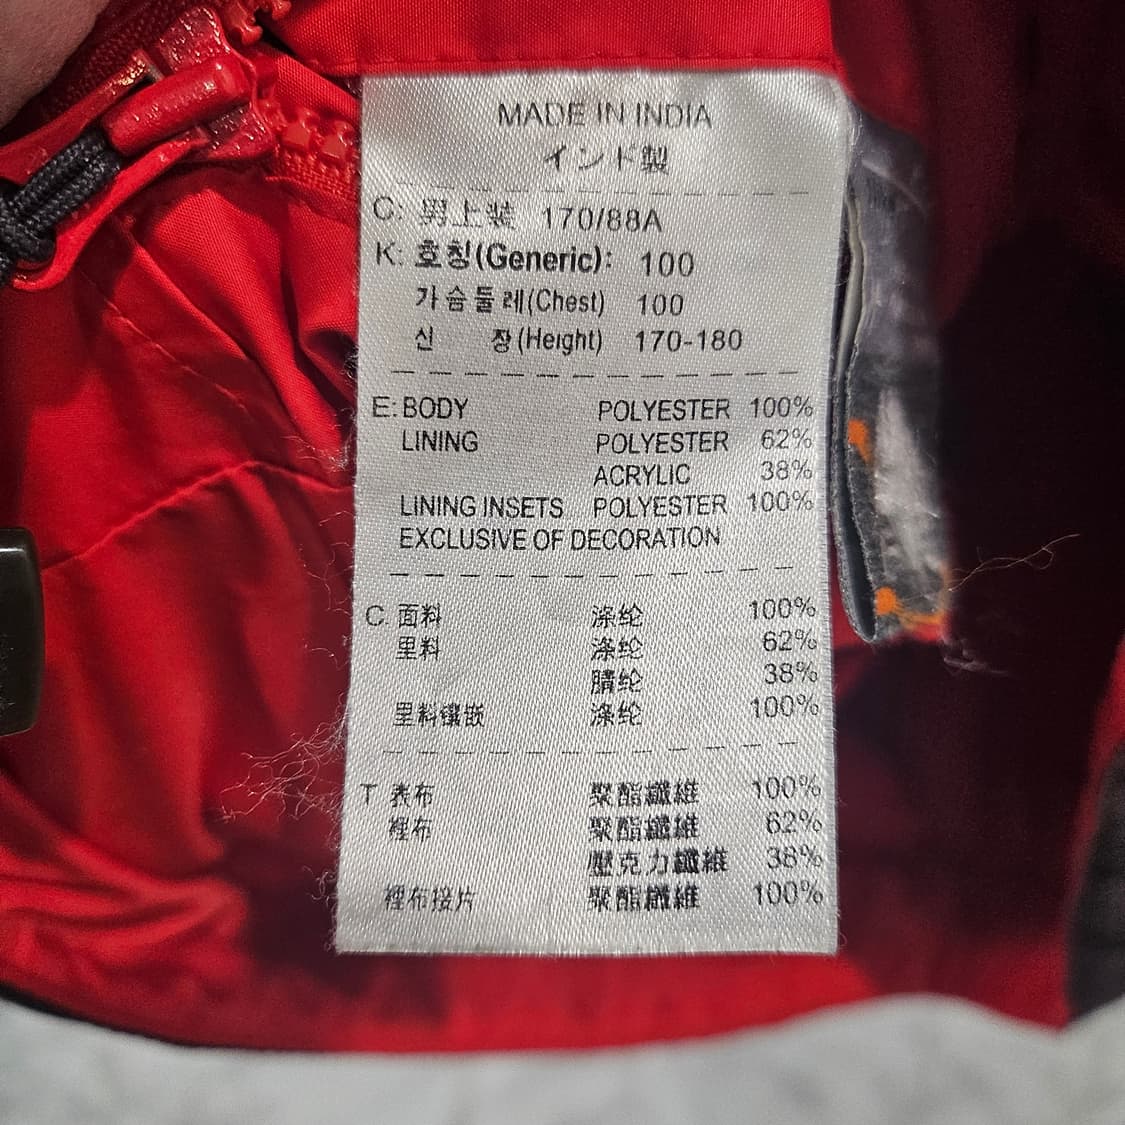 MADE IN INDIA
インド製
C: 男上装 170/88A
K: 호칭(Generic): 100
가슴둘레(Chest) 100
신 장(Height) 170-180
E: BODY POLYESTER 100%
LINING POLYESTER 62%
ACRYLIC 38%
LINING INSETS POLYESTER 100%
EXCLUSIVE OF DECORATION
C 面料 涤纶 100%
里料 涤纶 62%
腈纶 38%
里料镶嵌 涤纶 100%
T 表布 聚酯纖維 100%
裡布 聚酯纖維 62%
壓克力纖維 38%
裡布接片 聚酯纖維 100%